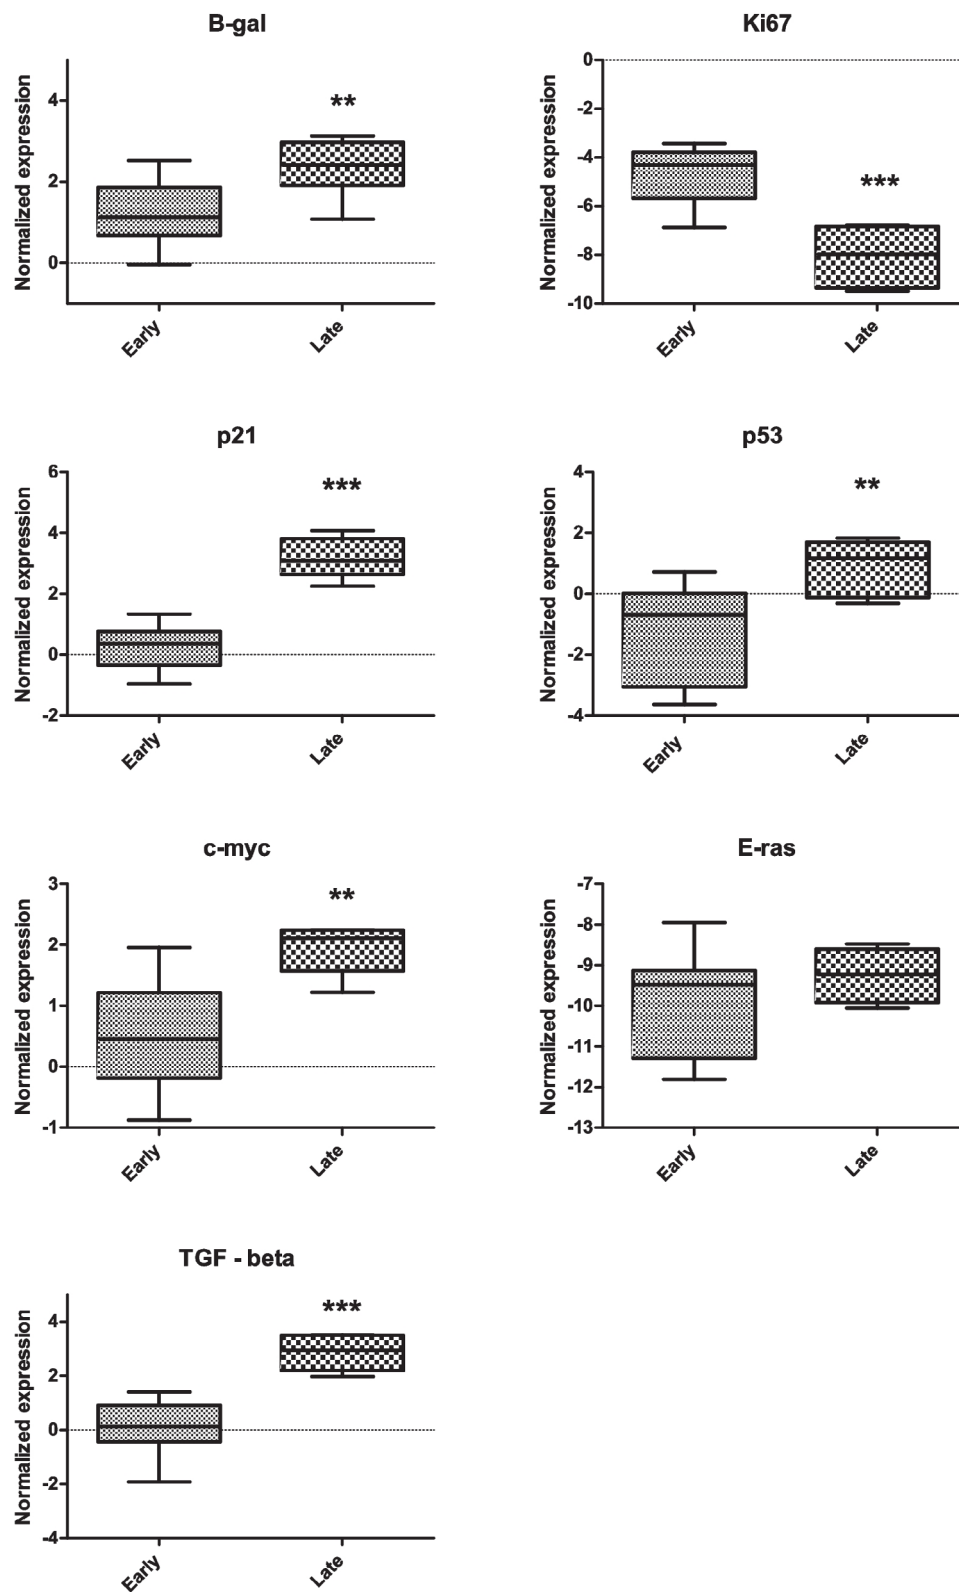 B-gal
Normalized expression
4
2
0
**
Early
Late
Ki67
Normalized expression
0
-2
-4
-6
-8
-10
***
Early
Late
p21
Normalized expression
6
4
2
0
-2
***
Early
Late
p53
Normalized expression
4
2
0
-2
-4
**
Early
Late
c-myc
Normalized expression
3
2
1
0
-1
**
Early
Late
E-ras
Normalized expression
-7
-8
-9
-10
-11
-12
-13
Early
Late
TGF - beta
Normalized expression
4
2
0
-2
-4
***
Early
Late